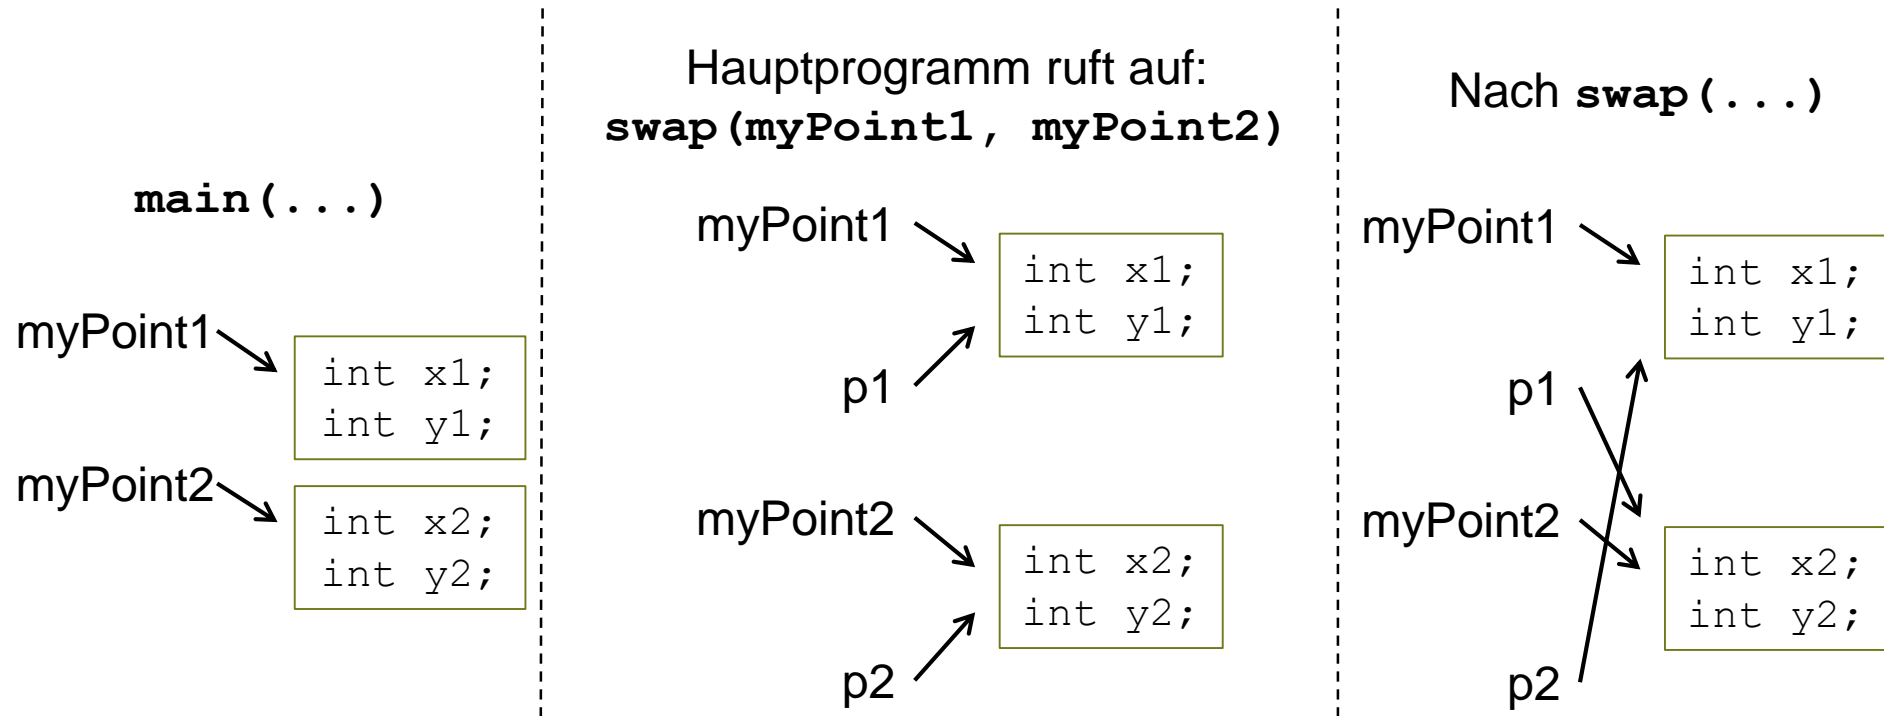 main(...)
myPoint1
int x1;
int y1;
myPoint2
int x2;
int y2;
Hauptprogramm ruft auf:
swap(myPoint1, myPoint2)
myPoint1
int x1;
int y1;
p1
myPoint2
int x2;
int y2;
p2
Nach swap(...)
myPoint1
int x1;
int y1;
p1
myPoint2
int x2;
int y2;
p2